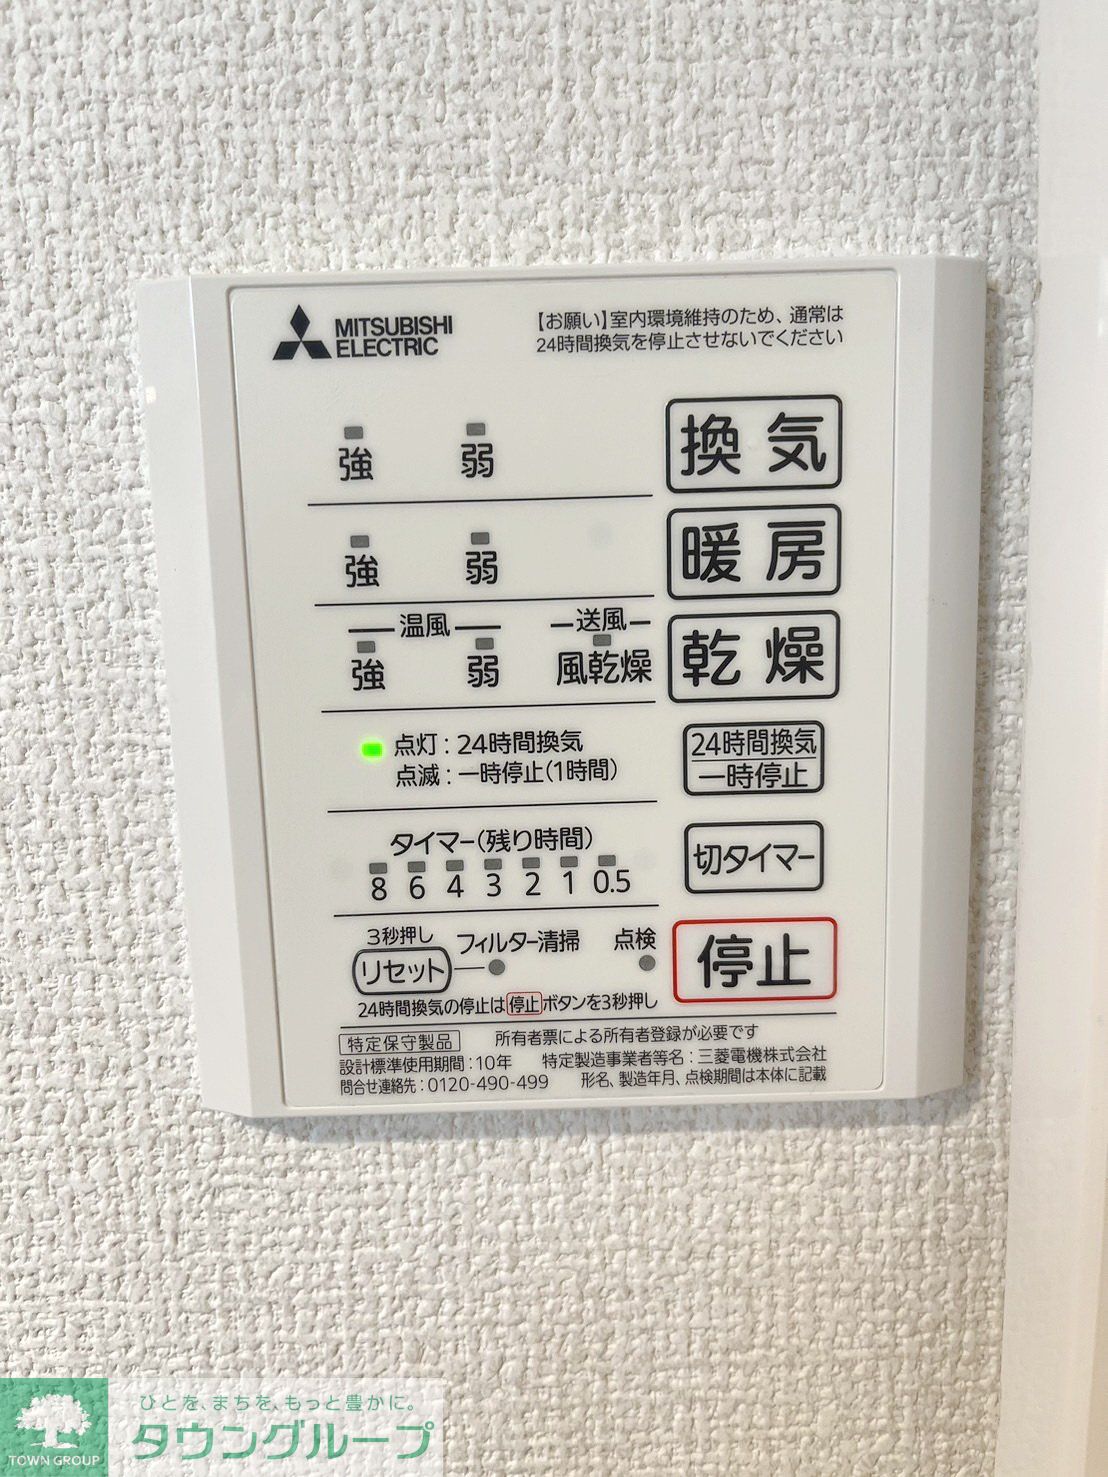 MITSUBISHI
ELECTRIC
【お願い】室内環境維持のため、通常は
24時間換気を停止させないでください
強 弱 換気
強 弱 暖房
温風 送風
強 弱 風乾燥 乾燥
点灯：24時間換気
点滅：一時停止(1時間)
24時間換気
一時停止
タイマー(残り時間)
8 6 4 3 2 1 0.5
切タイマー
3秒押し
リセット
フィルター清掃 点検
停止
24時間換気の停止は停止ボタンを3秒押し
特定保守製品 所有者票による所有者登録が必要です
設計標準使用期間：10年 特定製造事業者等名：三菱電機株式会社
問合せ連絡先：0120-490-499 形名、製造年月、点検期間は本体に記載
ひとを、まちを、もっと豊かに。
タウングループ
TOWN GROUP